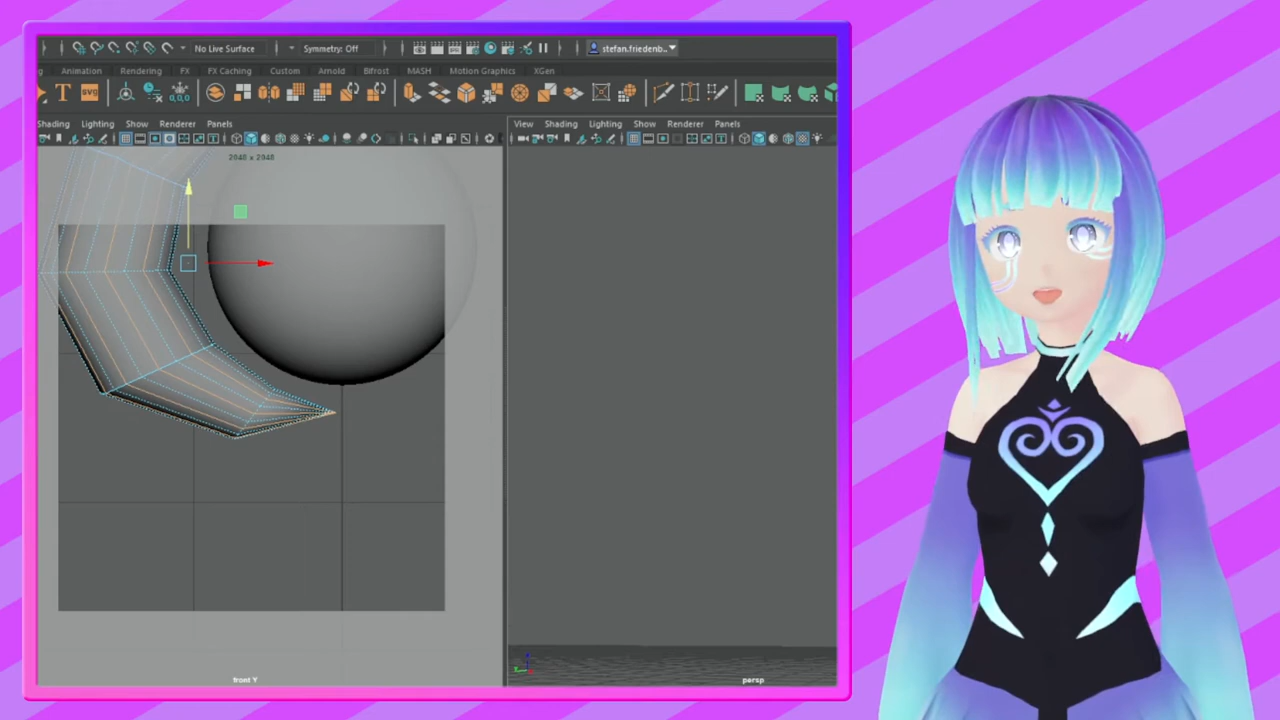 No Live Surface Symmetry: Off stefan.friedenb..
Animation Rendering FX FX Caching Custom Arnold Bifrost MASH Motion Graphics XGen
T SVG
Shading Lighting Show Renderer Panels
View Shading Lighting Show Renderer Panels
2048 x 2048
front Y
persp